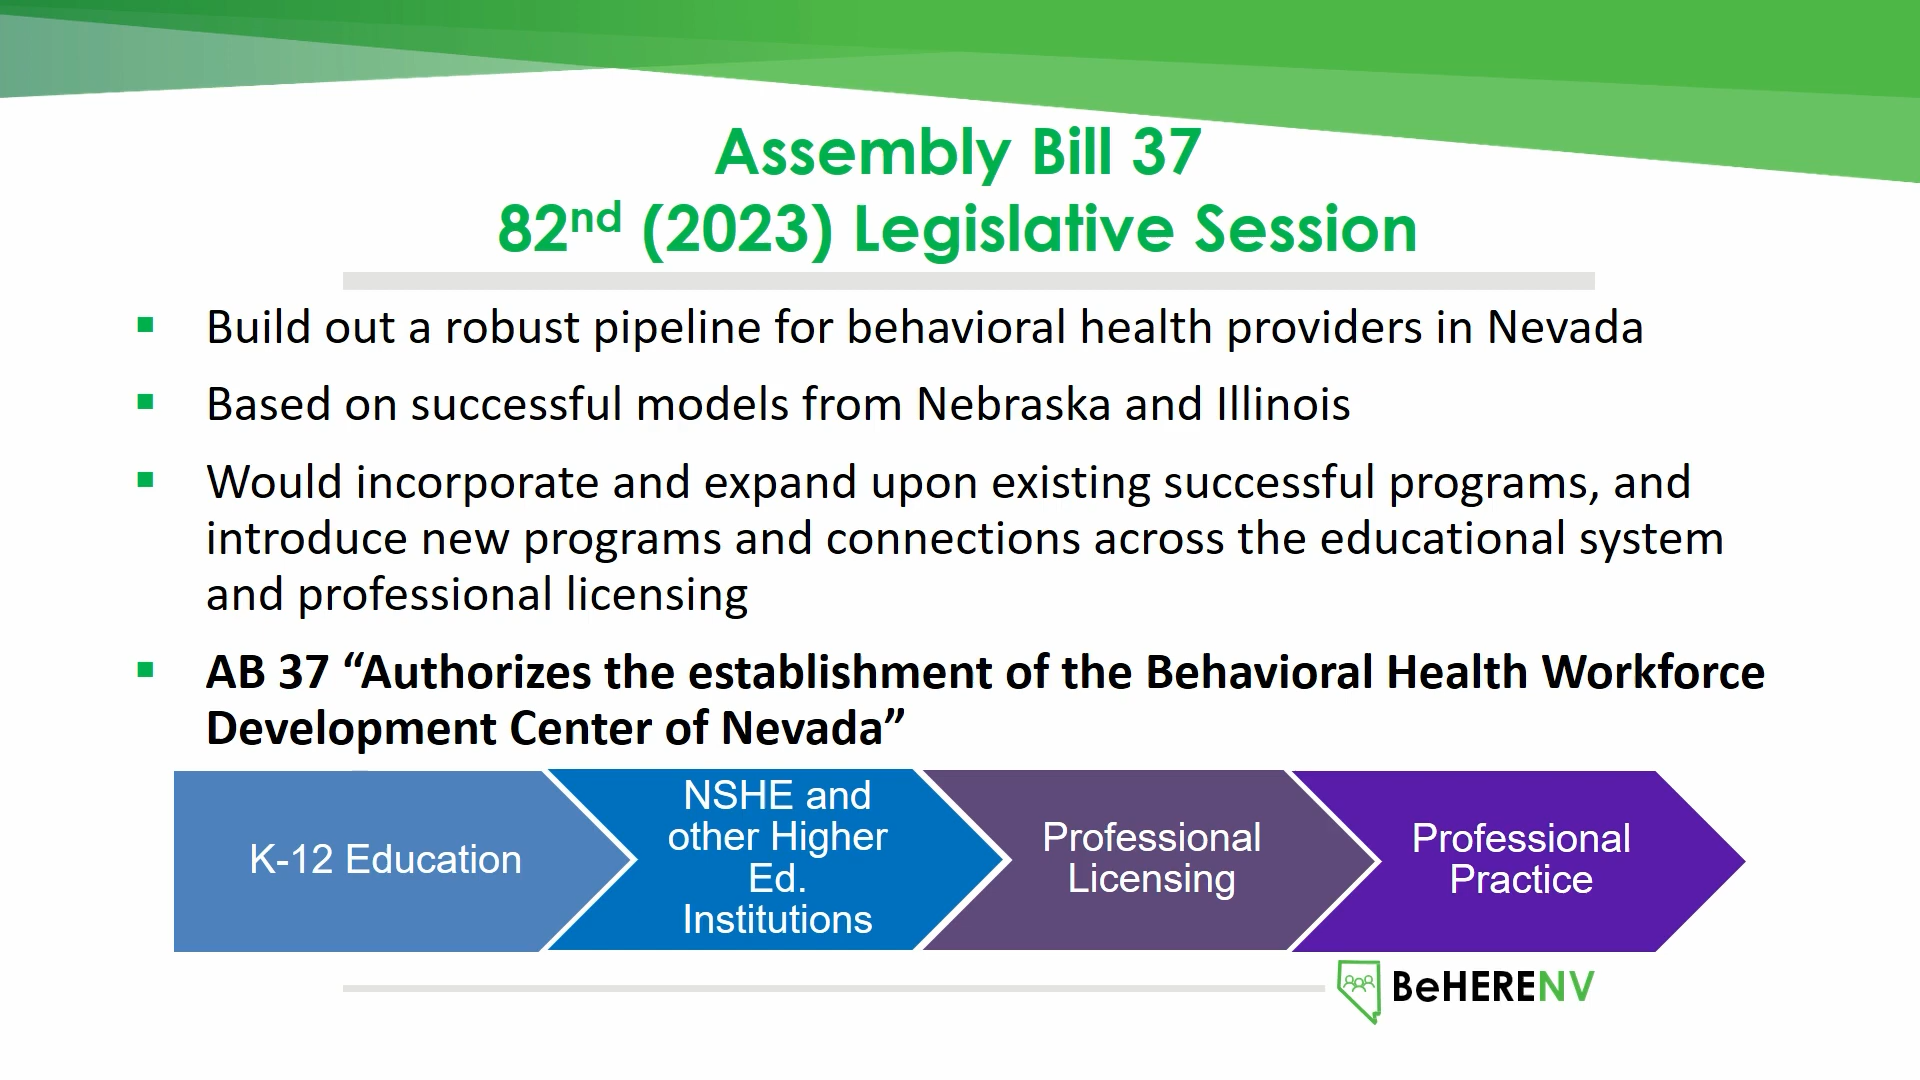 Assembly Bill 37
82nd (2023) Legislative Session
Build out a robust pipeline for behavioral health providers in Nevada
Based on successful models from Nebraska and Illinois
Would incorporate and expand upon existing successful programs, and
introduce new programs and connections across the educational system
and professional licensing
AB 37 “Authorizes the establishment of the Behavioral Health Workforce
Development Center of Nevada”
K-12 Education
NSHE and
other Higher
Ed.
Institutions
Professional
Licensing
Professional
Practice
BeHERENV